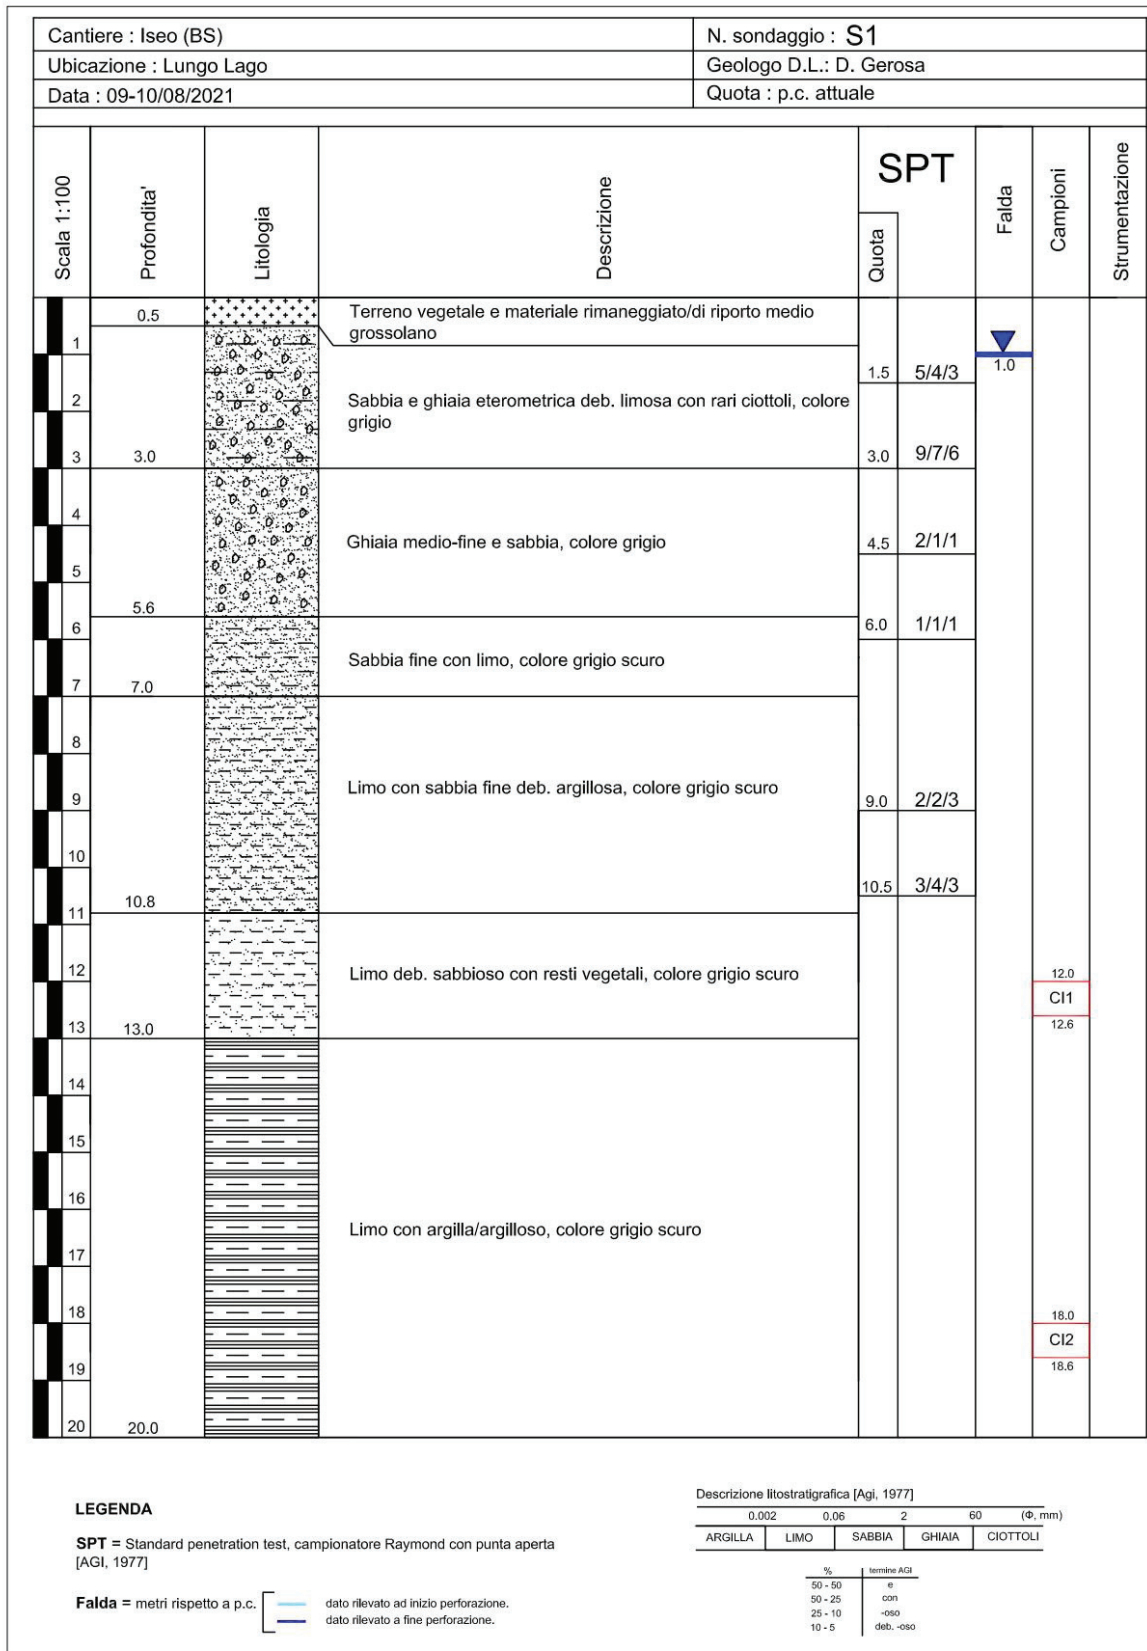 Cantiere : Iseo (BS)
N. sondaggio : S1
Ubicazione : Lungo Lago
Geologo D.L.: D. Gerosa
Data : 09-10/08/2021
Quota : p.c. attuale
Scala 1:100
Profondita'
Litologia
Descrizione
SPT
Quota
Falda
Campioni
Strumentazione
0.5
Terreno vegetale e materiale rimaneggiato/di riporto medio
grossolano
1
1.0
1.5 5/4/3
2
Sabbia e ghiaia eterometrica deb. limosa con rari ciottoli, colore
grigio
3
3.0
3.0 9/7/6
4
Ghiaia medio-fine e sabbia, colore grigio
4.5 2/1/1
5
5.6
6
6.0 1/1/1
Sabbia fine con limo, colore grigio scuro
7
7.0
8
Limo con sabbia fine deb. argillosa, colore grigio scuro
9
9.0 2/2/3
10
10.5 3/4/3
10.8
11
12
Limo deb. sabbioso con resti vegetali, colore grigio scuro
12.0
CI1
12.6
13
13.0
14
15
16
Limo con argilla/argilloso, colore grigio scuro
17
18
18.0
CI2
18.6
19
20
20.0
LEGENDA
SPT = Standard penetration test, campionatore Raymond con punta aperta
[AGI, 1977]
Falda = metri rispetto a p.c.
dato rilevato ad inizio perforazione.
dato rilevato a fine perforazione.
Descrizione litostratigrafica [Agi, 1977]
0.002 0.06 2 60 (Φ, mm)
ARGILLA LIMO SABBIA GHIAIA CIOTTOLI
% termine AGI
50 - 50 e
50 - 25 con
25 - 10 -oso
10 - 5 deb. -oso